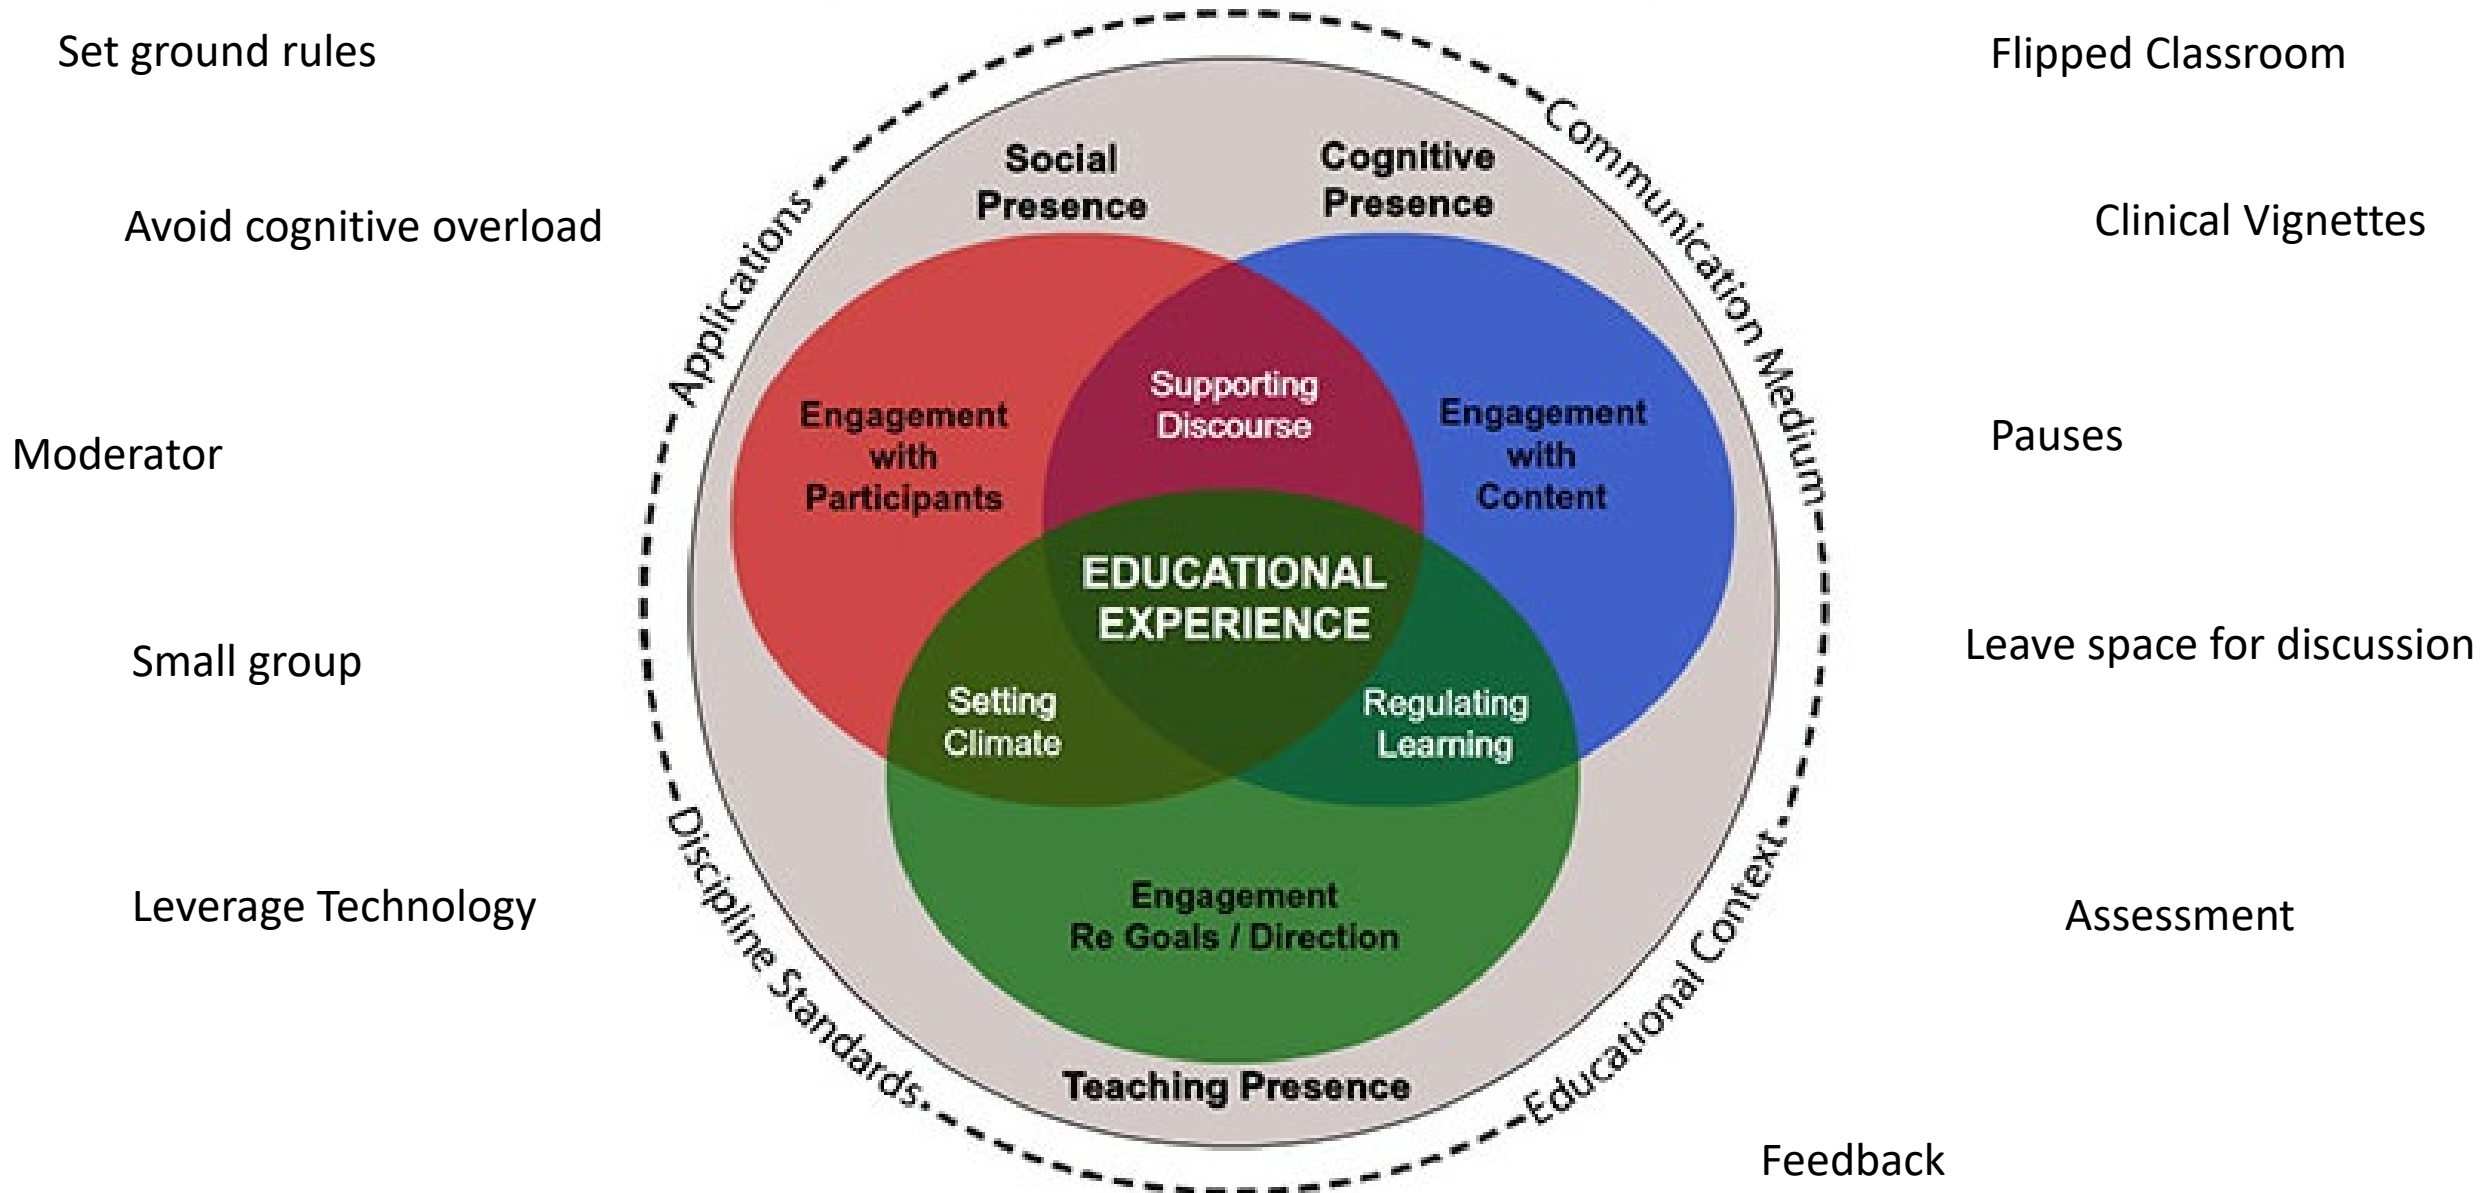 Set ground rules
Avoid cognitive overload
Moderator
Small group
Leverage Technology
Applications
Discipline Standards
Social
Presence
Cognitive
Presence
Engagement
with
Participants
Supporting
Discourse
Engagement
with
Content
EDUCATIONAL
EXPERIENCE
Setting
Climate
Regulating
Learning
Engagement
Re Goals / Direction
Teaching Presence
Communication Medium
Educational Context
Flipped Classroom
Clinical Vignettes
Pauses
Leave space for discussion
Assessment
Feedback